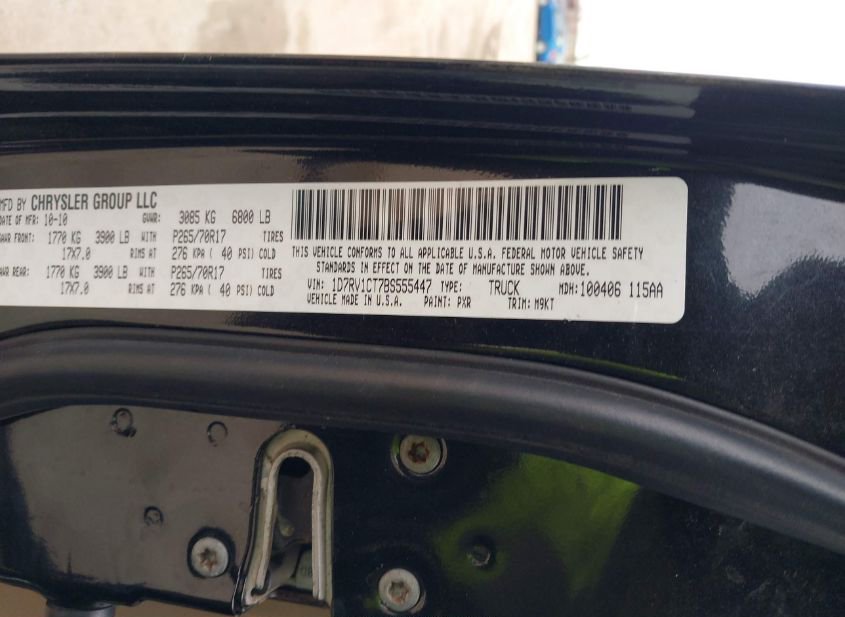 MFD BY CHRYSLER GROUP LLC
DATE OF MFR: 10-10 GVWR: 3085 KG 6800 LB
GAWR FRONT: 1770 KG 3900 LB WITH P265/70R17 TIRES
17X7.0 RIMS AT 276 KPA ( 40 PSI) COLD
GAWR REAR: 1770 KG 3900 LB WITH P265/70R17 TIRES
17X7.0 RIMS AT 276 KPA ( 40 PSI) COLD
THIS VEHICLE CONFORMS TO ALL APPLICABLE U.S.A. FEDERAL MOTOR VEHICLE SAFETY
STANDARDS IN EFFECT ON THE DATE OF MANUFACTURE SHOWN ABOVE.
VIN: 1D7RV1CT7BS555447 TYPE: TRUCK MDH:100406 115AA
VEHICLE MADE IN U.S.A. PAINT: PXR TRIM: M9KT